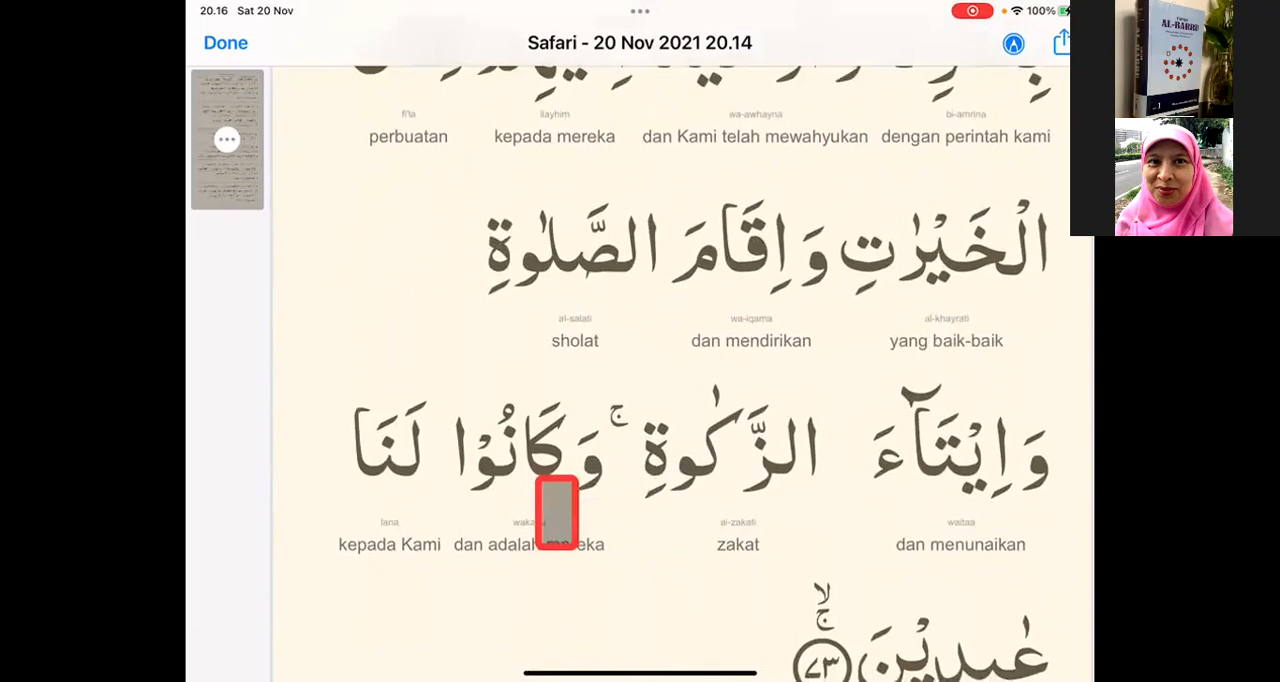 20.16 Sat 20 Nov
100%
Done
Safari - 20 Nov 2021 20.14
bi-amrina wa-awhayna ilayhim fi'la
dengan perintah kami dan Kami telah mewahyukan kepada mereka perbuatan
الْخَيْرٰتِ وَاِقَامَ الصَّلٰوةِ
al-khayrati wa-iqama al-salati
yang baik-baik dan mendirikan sholat
وَاِيْتَاۤءَ الزَّكٰوةِ ۚ وَكَانُوْا لَنَا
waitaa al-zakati lana
dan menunaikan zakat dan adalah kepada Kami
عٰبِدِيْنَ ۙۚ ٧٣
AL-BARRU